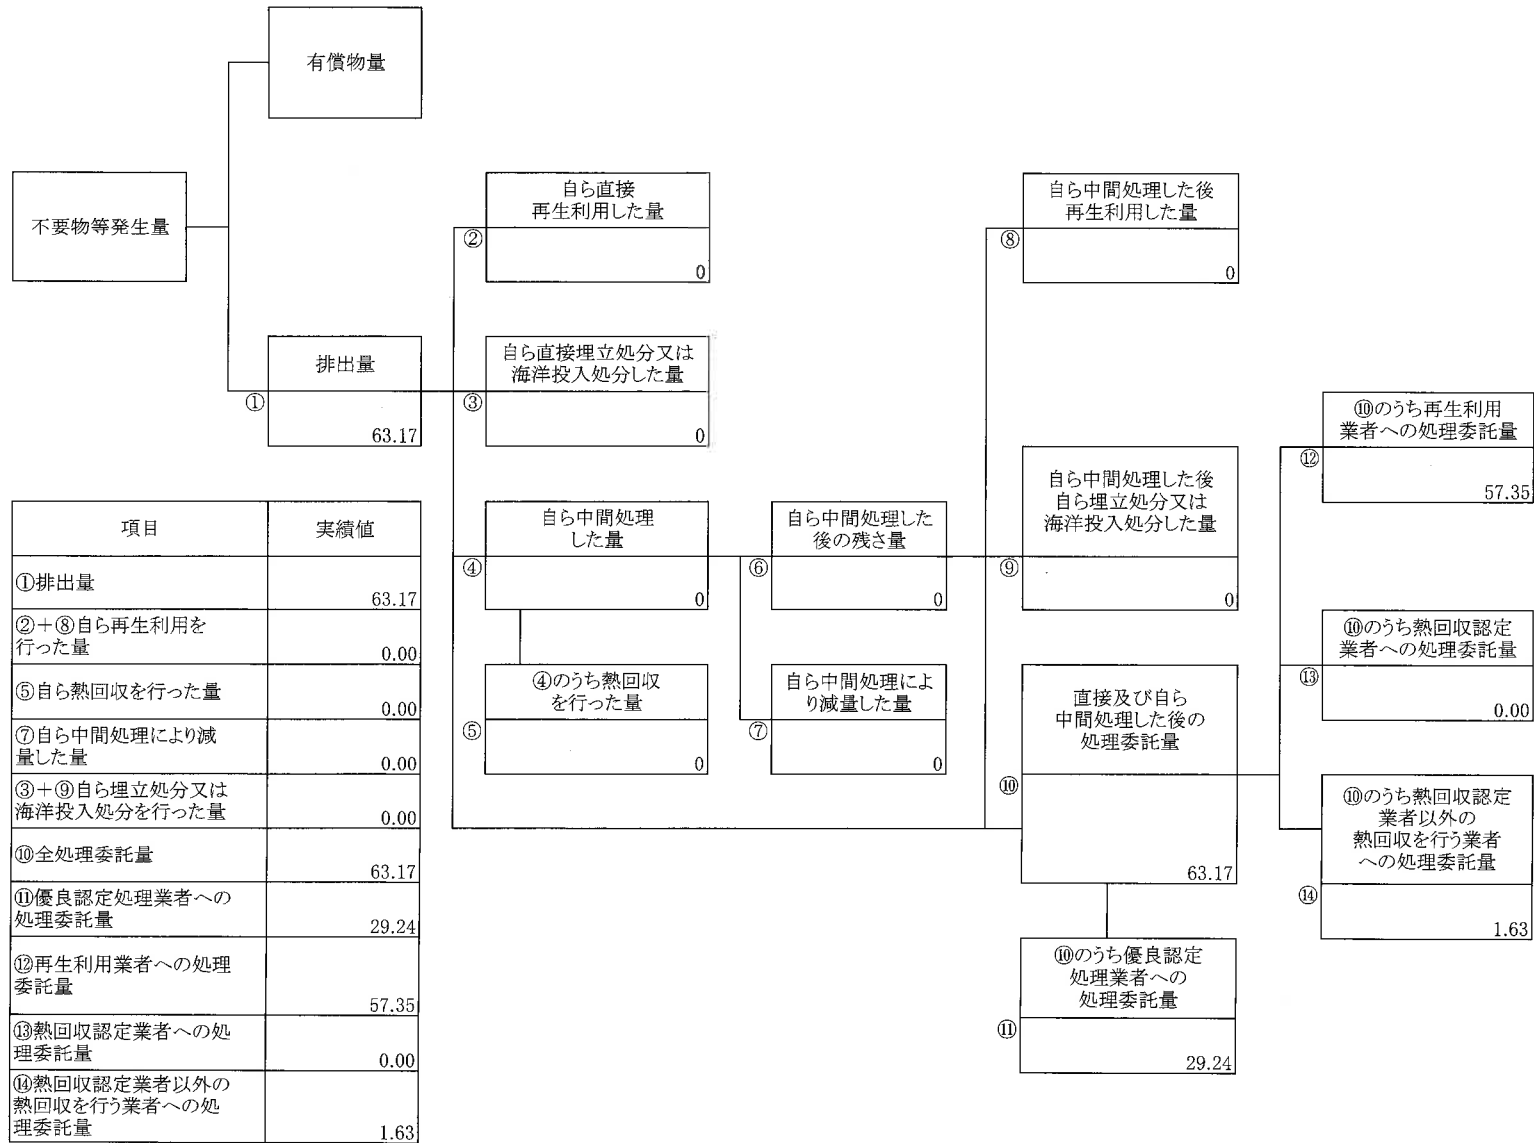 有償物量
不要物等発生量
自ら直接
再生利用した量
②
0
自ら中間処理した後
再生利用した量
⑧
0
排出量
①
63.17
自ら直接埋立処分又は
海洋投入処分した量
③
0
⑩のうち再生利用
業者への処理委託量
⑫
57.35
自ら中間処理
した量
④
0
自ら中間処理した
後の残さ量
⑥
0
自ら中間処理した後
自ら埋立処分又は
海洋投入処分した量
⑨
0
⑩のうち熱回収認定
業者への処理委託量
⑬
0.00
④のうち熱回収
を行った量
⑤
0
自ら中間処理によ
り減量した量
⑦
0
直接及び自ら
中間処理した後の
処理委託量
⑩
63.17
⑩のうち熱回収認定
業者以外の
熱回収を行う業者
への処理委託量
⑭
1.63
⑩のうち優良認定
処理業者への
処理委託量
⑪
29.24
項目 実績値
①排出量
63.17
②+⑧自ら再生利用を
行った量
0.00
⑤自ら熱回収を行った量
0.00
⑦自ら中間処理により減
量した量
0.00
③+⑨自ら埋立処分又は
海洋投入処分を行った量
0.00
⑩全処理委託量
63.17
⑪優良認定処理業者への
処理委託量
29.24
⑫再生利用業者への処理
委託量
57.35
⑬熱回収認定業者への処
理委託量
0.00
⑭熱回収認定業者以外の
熱回収を行う業者への処
理委託量
1.63